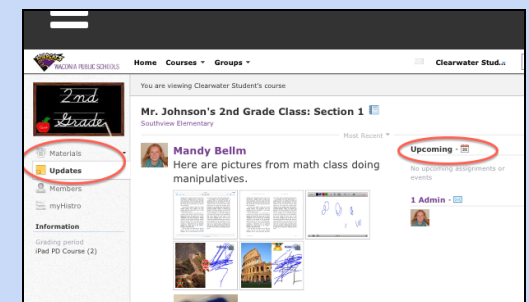 WACONIA PUBLIC SCHOOLS
Home Courses Groups
Clearwater Stud...
2nd
Grade
You are viewing Clearwater Student's course
Mr. Johnson's 2nd Grade Class: Section 1
Southview Elementary
Most Recent
Materials
Updates
Members
myHistro
Information
Grading period
iPad PD Course (2)
Mandy Bellm
Here are pictures from math class doing
manipulatives.
Upcoming -
No upcoming assignments or
events
1 Admin -